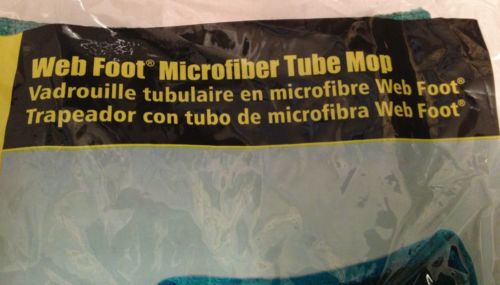 Web Foot® Microfiber Tube Mop
Vadrouille tubulaire en microfibre Web Foot®
Trapeador con tubo de microfibra Web Foot®